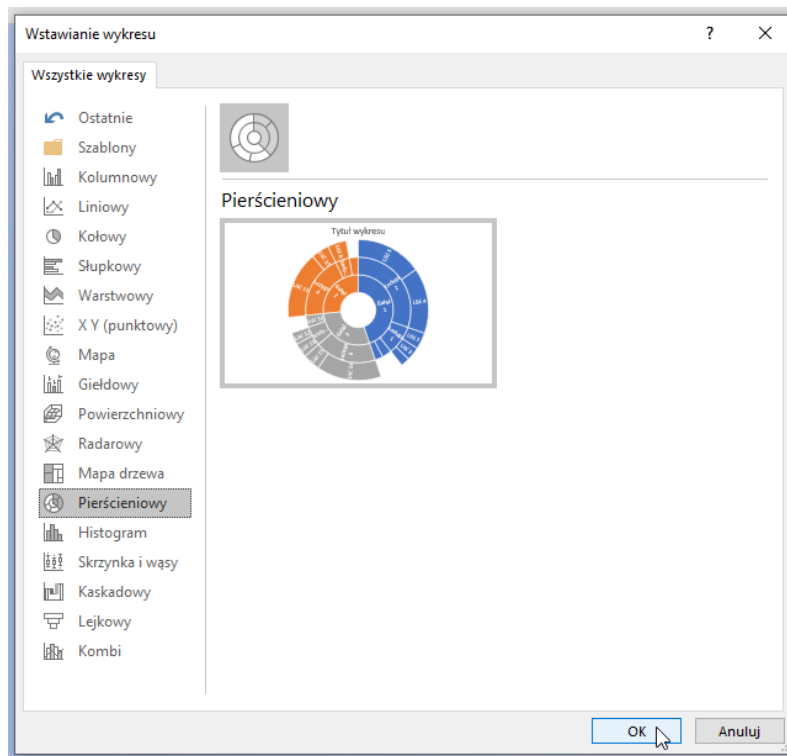 Wstawianie wykresu
?
Wszystkie wykresy
Ostatnie
Szablony
Kolumnowy
Liniowy
Kołowy
Słupkowy
Warstwowy
X Y (punktowy)
Mapa
Giełdowy
Powierzchniowy
Radarowy
Mapa drzewa
Pierścieniowy
Histogram
Skrzynka i wąsy
Kaskadowy
Lejkowy
Kombi
Pierścieniowy
Tytuł wykresu
OK
Anuluj